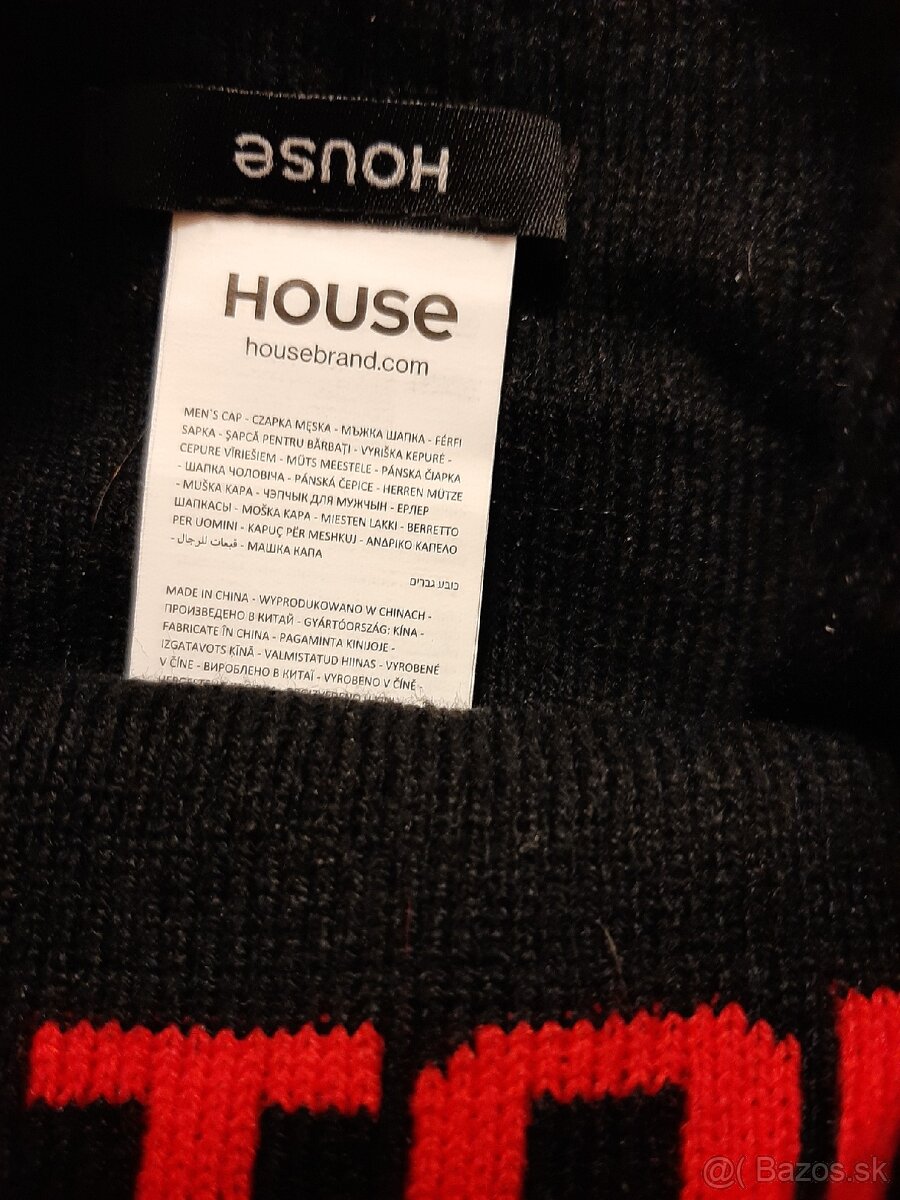 HOUSe
HOUSe
housebrand.com
MEN'S CAP - CZAPKA MĘSKA - МЪЖКА ШАПКА - FÉRFI
SAPKA - ŞAPCĂ PENTRU BĂRBAŢI - VYRIŠKA KEPURĖ -
CEPURE VĪRIEŠIEM - MÜTS MEESTELE - PÁNSKA ČIAPKA
- ШАПКА ЧОЛОВІЧА - PÁNSKÁ ČEPICE - HERREN MÜTZE
- MUŠKA KAPA - ЧЭПЧЫК ДЛЯ МУЖЧЫН - ЕРЛЕР
ШАПКАСЫ - MOŠKA KAPA - MIESTEN LAKKI - BERRETTO
PER UOMINI - KAPUÇ PËR MESHKUJ - ΑΝΔΡΙΚΟ ΚΑΠΕΛΟ
- قبعات للرجال - МАШКА КАПА
כובע גברים
MADE IN CHINA - WYPRODUKOWANO W CHINACH -
ПРОИЗВЕДЕНО В КИТАЙ - GYÁRTÓORSZÁG: KÍNA -
FABRICATE ÎN CHINA - PAGAMINTA KINIJOJE -
IZGATAVOTS ĶĪNĀ - VALMISTATUD HIINAS - VYROBENÉ
V ČÍNE - ВИРОБЛЕНО В КИТАЇ - VYROBENO V ČÍNĚ -
@( Bazos.sk